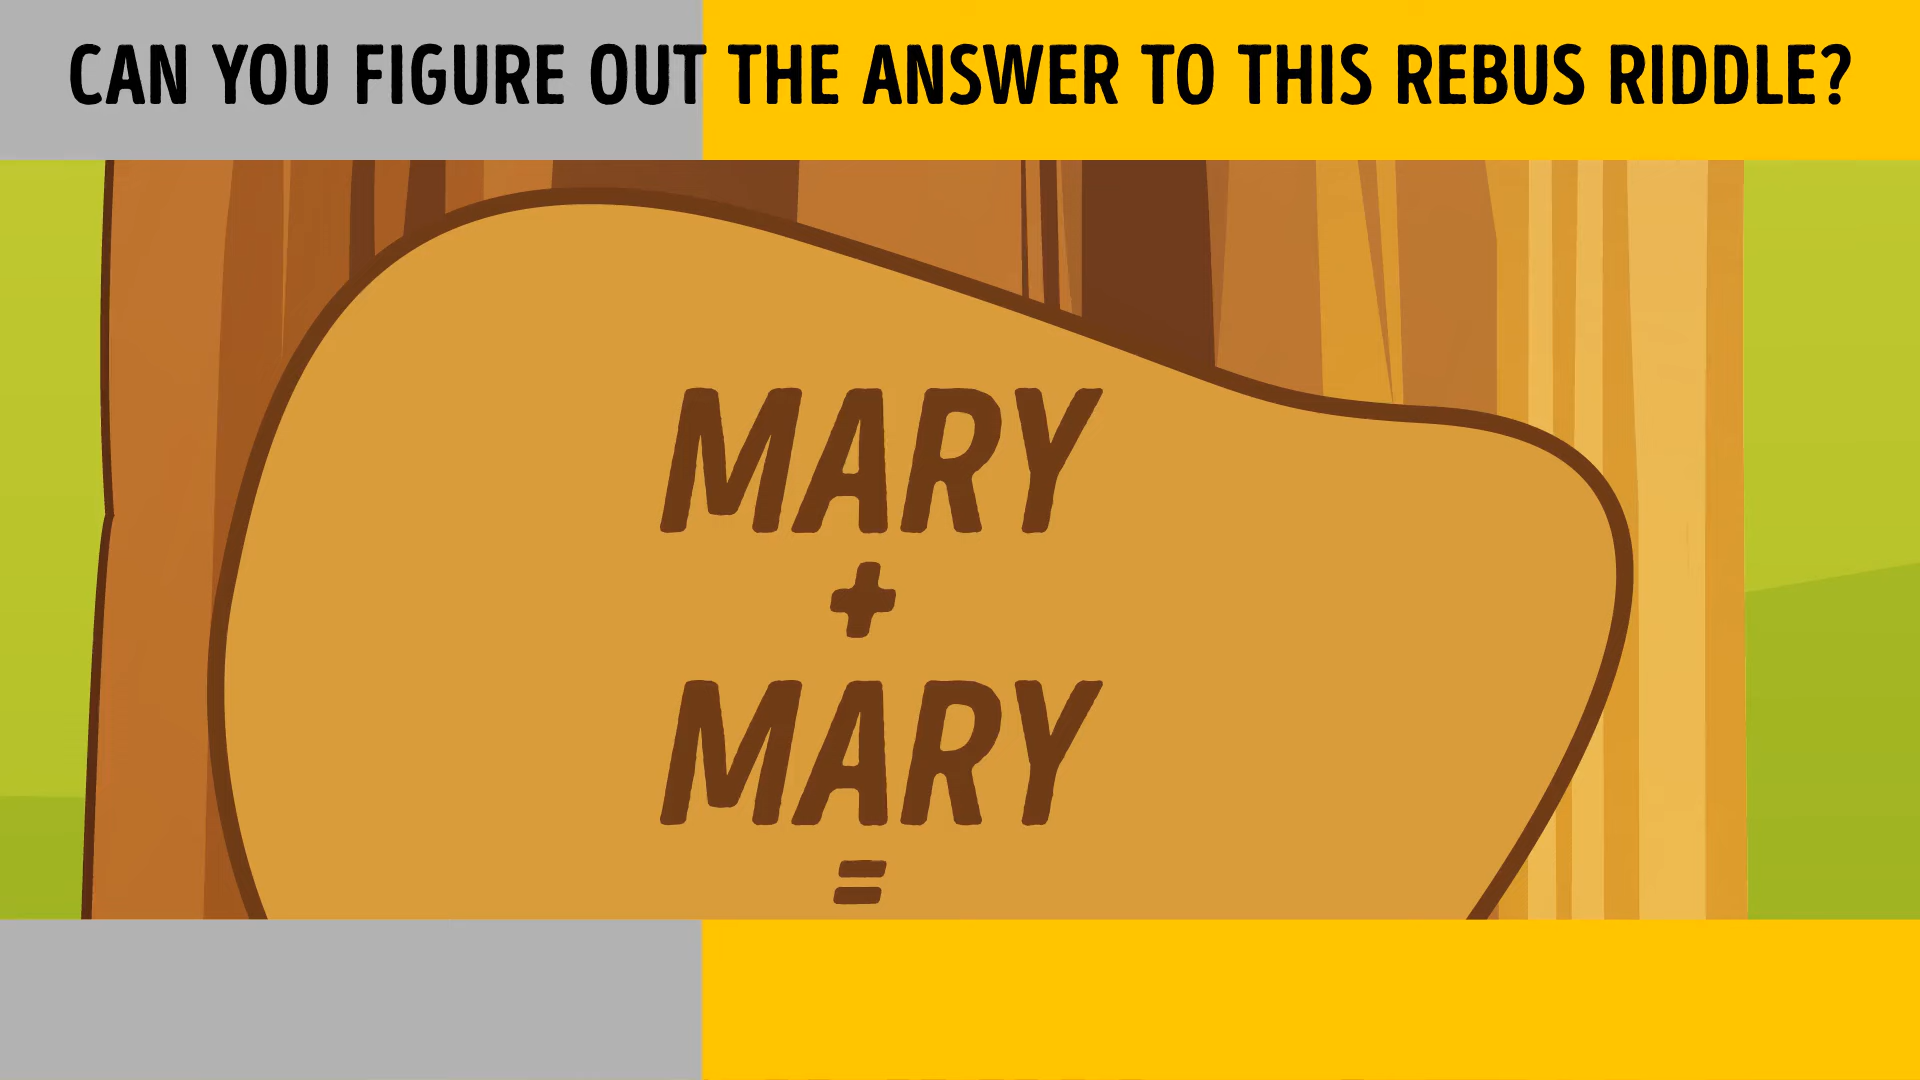 CAN YOU FIGURE OUT THE ANSWER TO THIS REBUS RIDDLE?
MARY
+
MARY
=